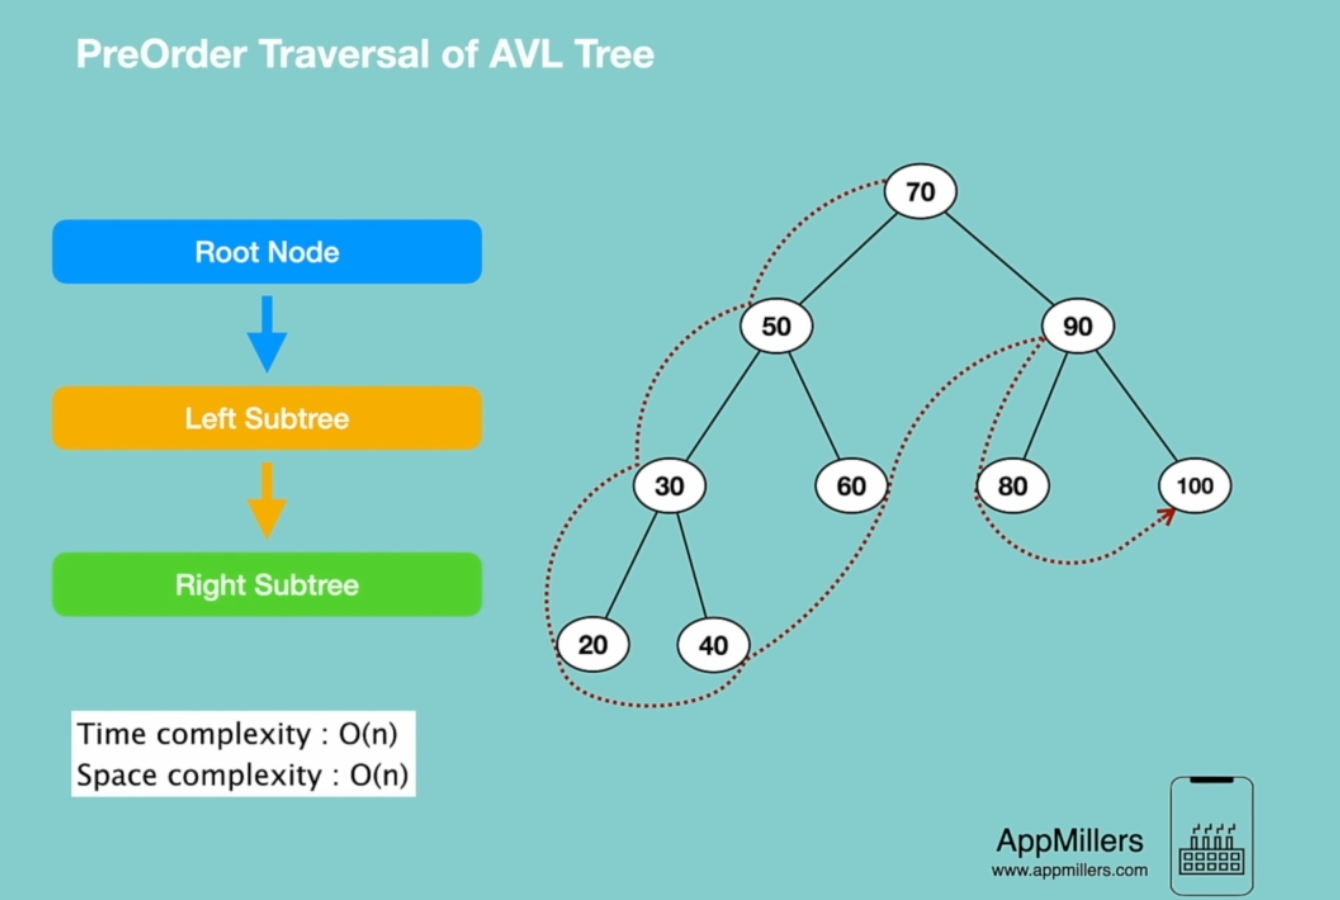 PreOrder Traversal of AVL Tree
Root Node
Left Subtree
Right Subtree
Time complexity : O(n)
Space complexity : O(n)
70
50
90
30
60
80
100
20
40
AppMillers
www.appmillers.com